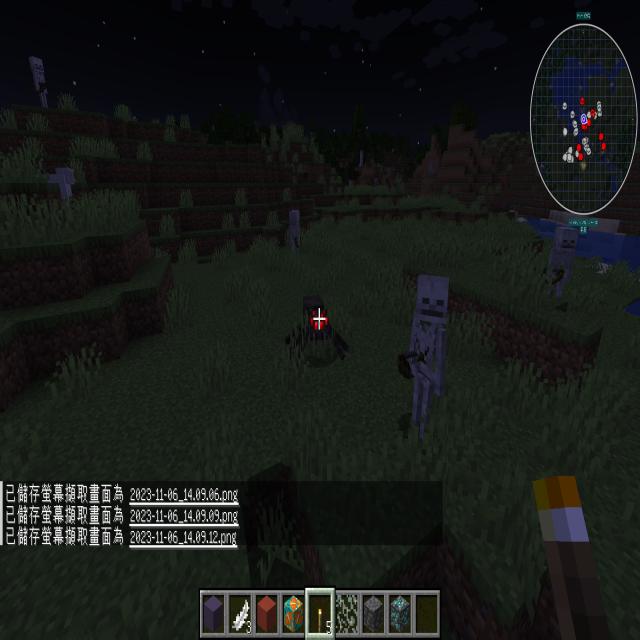 已儲存螢幕擷取畫面為 2023-11-06_14.09.06.png
已儲存螢幕擷取畫面為 2023-11-06_14.09.09.png
已儲存螢幕擷取畫面為 2023-11-06_14.09.12.png
3
5